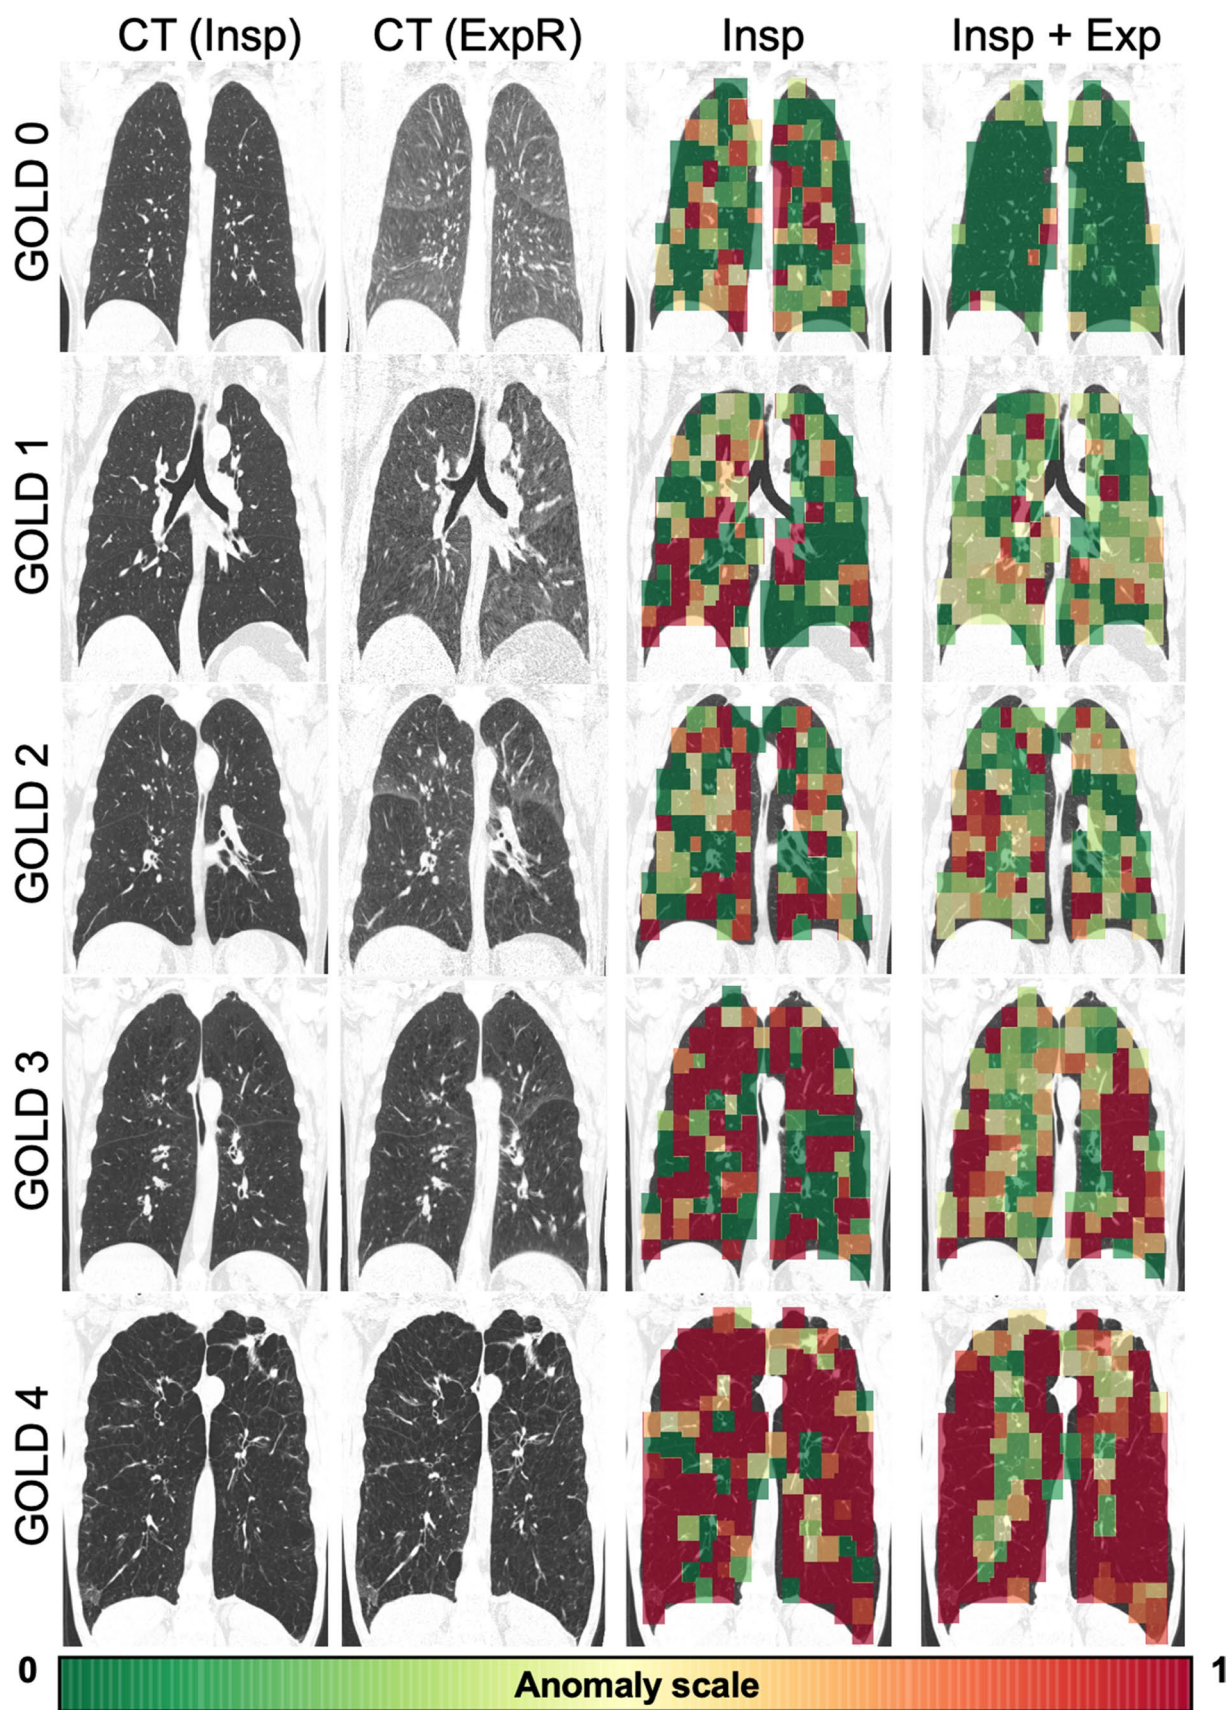 CT (Insp) CT (ExpR) Insp Insp + Exp
GOLD 0
GOLD 1
GOLD 2
GOLD 3
GOLD 4
0 Anomaly scale 1